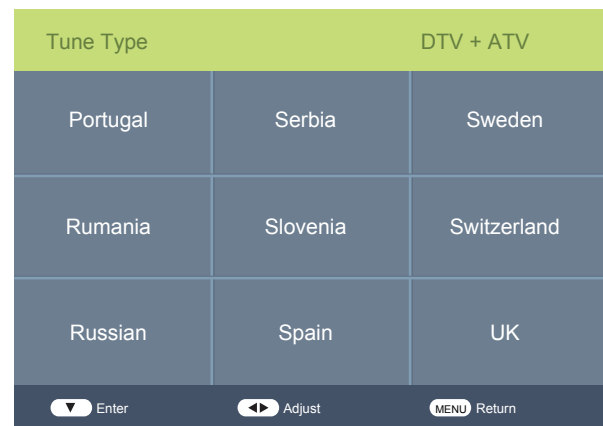 Tune Type DTV + ATV
Portugal Serbia Sweden
Rumania Slovenia Switzerland
Russian Spain UK
Enter Adjust MENU Return